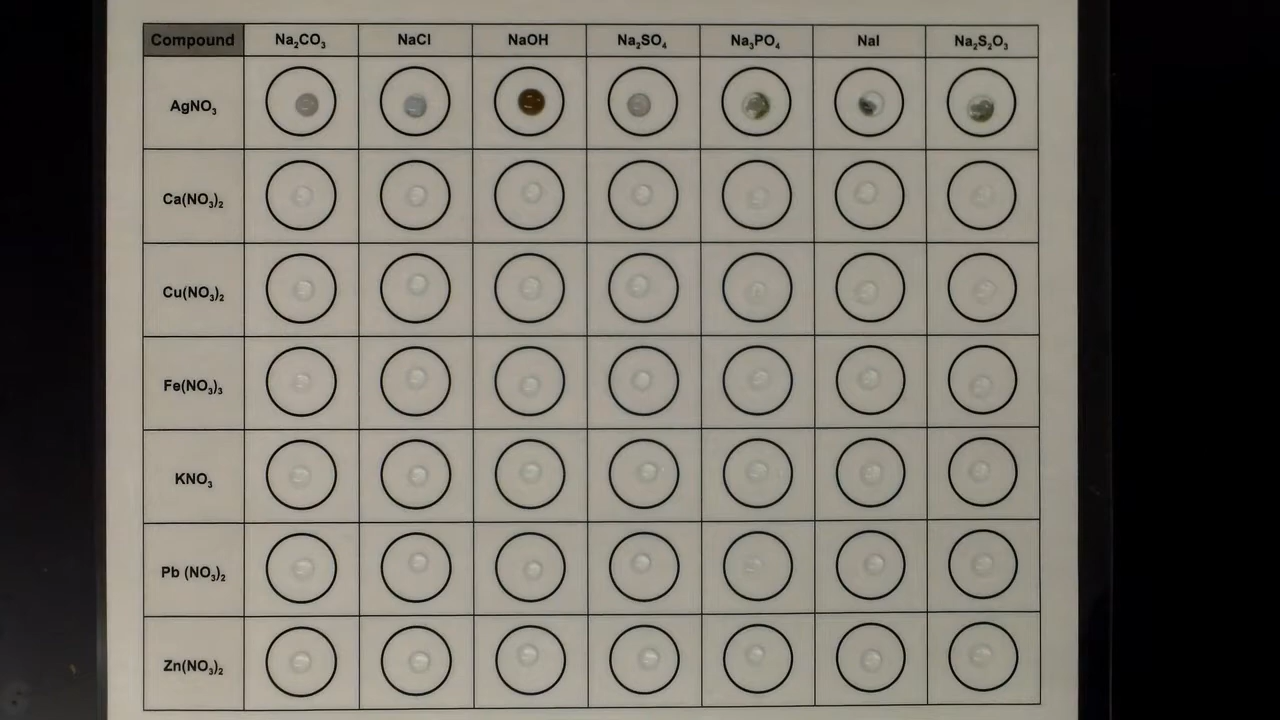 Compound Na₂CO₃ NaCl NaOH Na₂SO₄ Na₃PO₄ NaI Na₂S₂O₃
AgNO₃
Ca(NO₃)₂
Cu(NO₃)₂
Fe(NO₃)₃
KNO₃
Pb (NO₃)₂
Zn(NO₃)₂